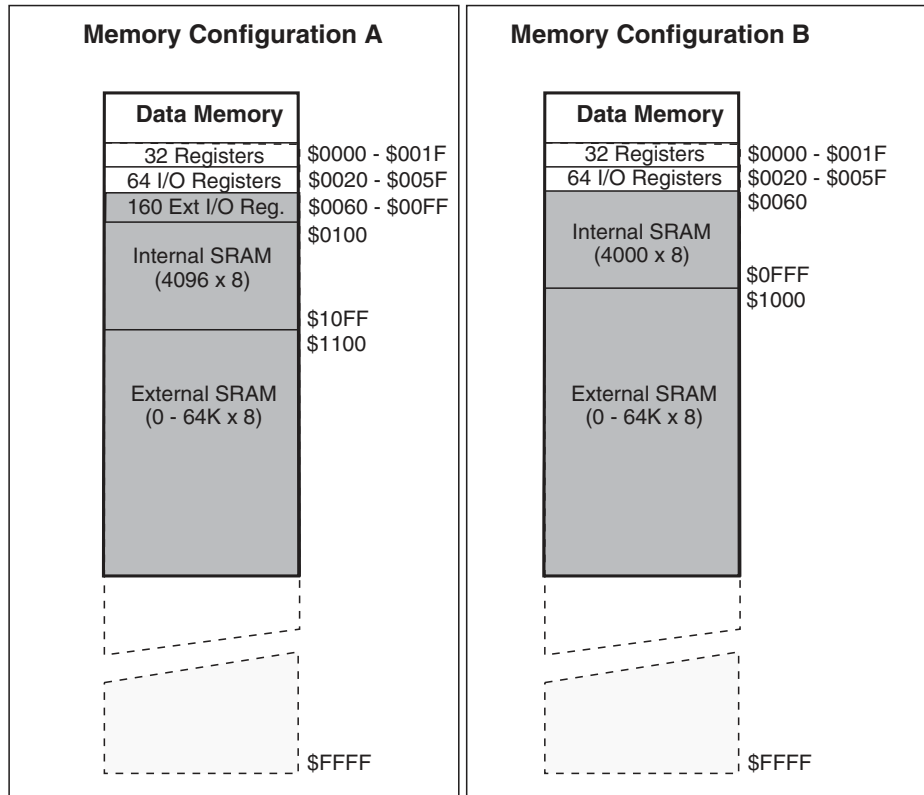 Memory Configuration A
Data Memory
32 Registers
$0000 - $001F
64 I/O Registers
$0020 - $005F
160 Ext I/O Reg.
$0060 - $00FF
$0100
Internal SRAM
(4096 x 8)
$10FF
$1100
External SRAM
(0 - 64K x 8)
$FFFF
Memory Configuration B
Data Memory
32 Registers
$0000 - $001F
64 I/O Registers
$0020 - $005F
$0060
Internal SRAM
(4000 x 8)
$0FFF
$1000
External SRAM
(0 - 64K x 8)
$FFFF